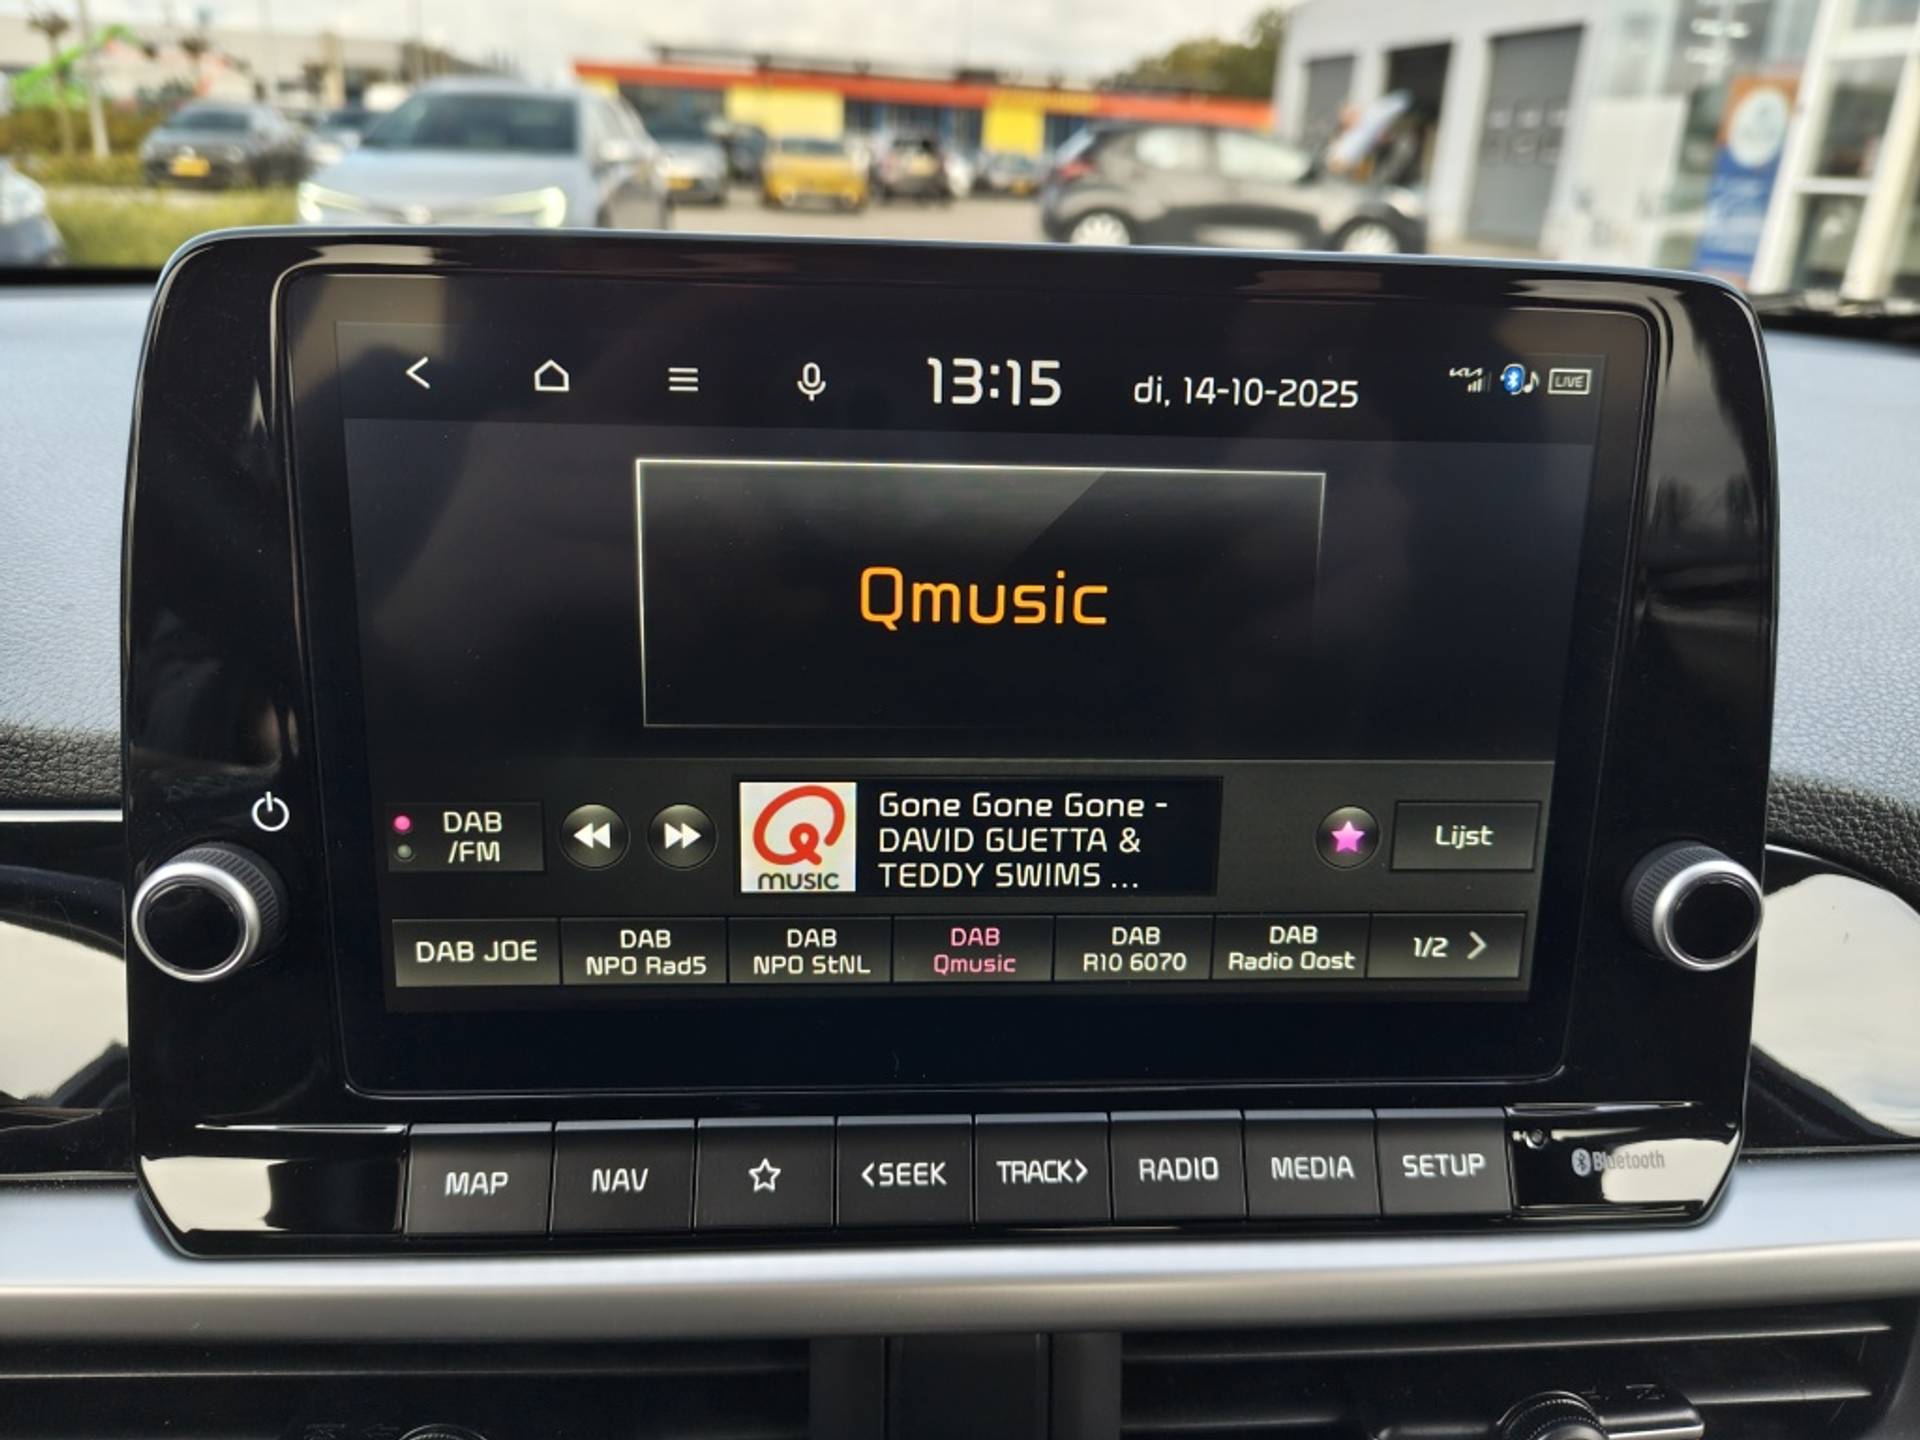 13:15
di, 14-10-2025
KIA
LIVE
Qmusic
DAB
/FM
Q
music
Gone Gone Gone -
DAVID GUETTA &
TEDDY SWIMS ...
Lijst
DAB JOE
DAB
NPO Rad5
DAB
NPO StNL
DAB
Qmusic
DAB
R10 6070
DAB
Radio Oost
1/2 >
MAP
NAV
<SEEK
TRACK>
RADIO
MEDIA
SETUP
Bluetooth